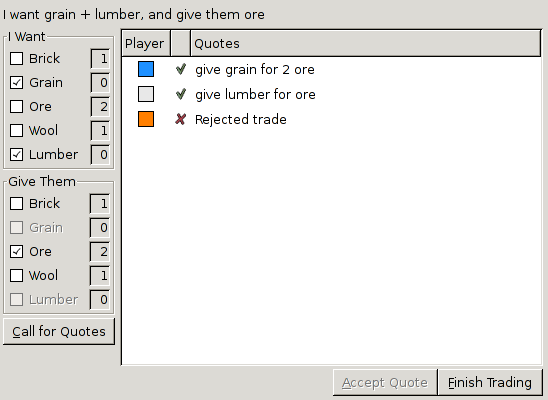 I want grain + lumber, and give them ore
I Want
Brick 1
Grain 0
Ore 2
Wool 1
Lumber 0
Give Them
Brick 1
Grain 0
Ore 2
Wool 1
Lumber 0
Call for Quotes
Player Quotes
give grain for 2 ore
give lumber for ore
Rejected trade
Accept Quote Finish Trading